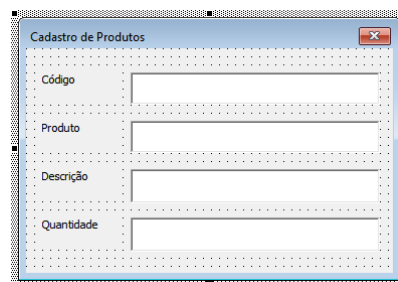 Cadastro de Produtos
Código
Produto
Descrição
Quantidade